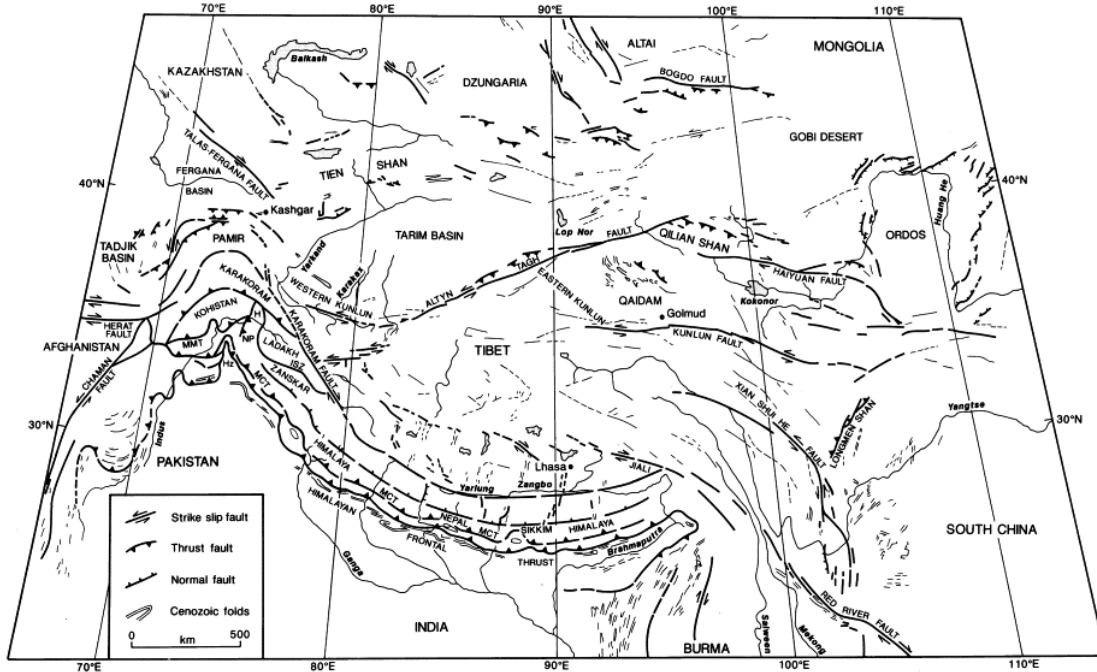 70°E
80°E
90°E
100°E
110°E
Balkash
ALTAI
MONGOLIA
KAZAKHSTAN
DZUNGARIA
BOGDO FAULT
GOBI DESERT
TALAS-FERGANA FAULT
TIEN SHAN
FERGANA
BASIN
40°N
40°N
Kashgar
Huang He
Lop Nor
TADJIK
BASIN
PAMIR
TARIM BASIN
Yarkand
Karakax
ALTYN TAGH FAULT
QILIAN SHAN
ORDOS
HAIYUAN FAULT
WESTERN KUNLUN
EASTERN KUNLUN
QAIDAM
Kokonor
Golmud
KUNLUN FAULT
KARAKORAM
KARAKORAM FAULT
KOHISTAN
H
HERAT
FAULT
AFGHANISTAN
MMT
NP
LADAKH
ISZ
ZANSKAR
Hz
MCT
CHAMAN
FAULT
TIBET
XIAN SHUI HE FAULT
LONGMEN SHAN
Yangtse
30°N
30°N
Indus
PAKISTAN
HIMALAYA
Lhasa
JIALI
Yarlung Zangbo
MCT
NEPAL MCT SIKKIM HIMALAYA
HIMALAYAN FRONTAL THRUST
Brahmaputra
SOUTH CHINA
Ganga
INDIA
BURMA
Salween
Mekong
RED RIVER FAULT
Strike slip fault
Thrust fault
Normal fault
Cenozoic folds
0 500
km
70°E
80°E
90°E
100°E
110°E